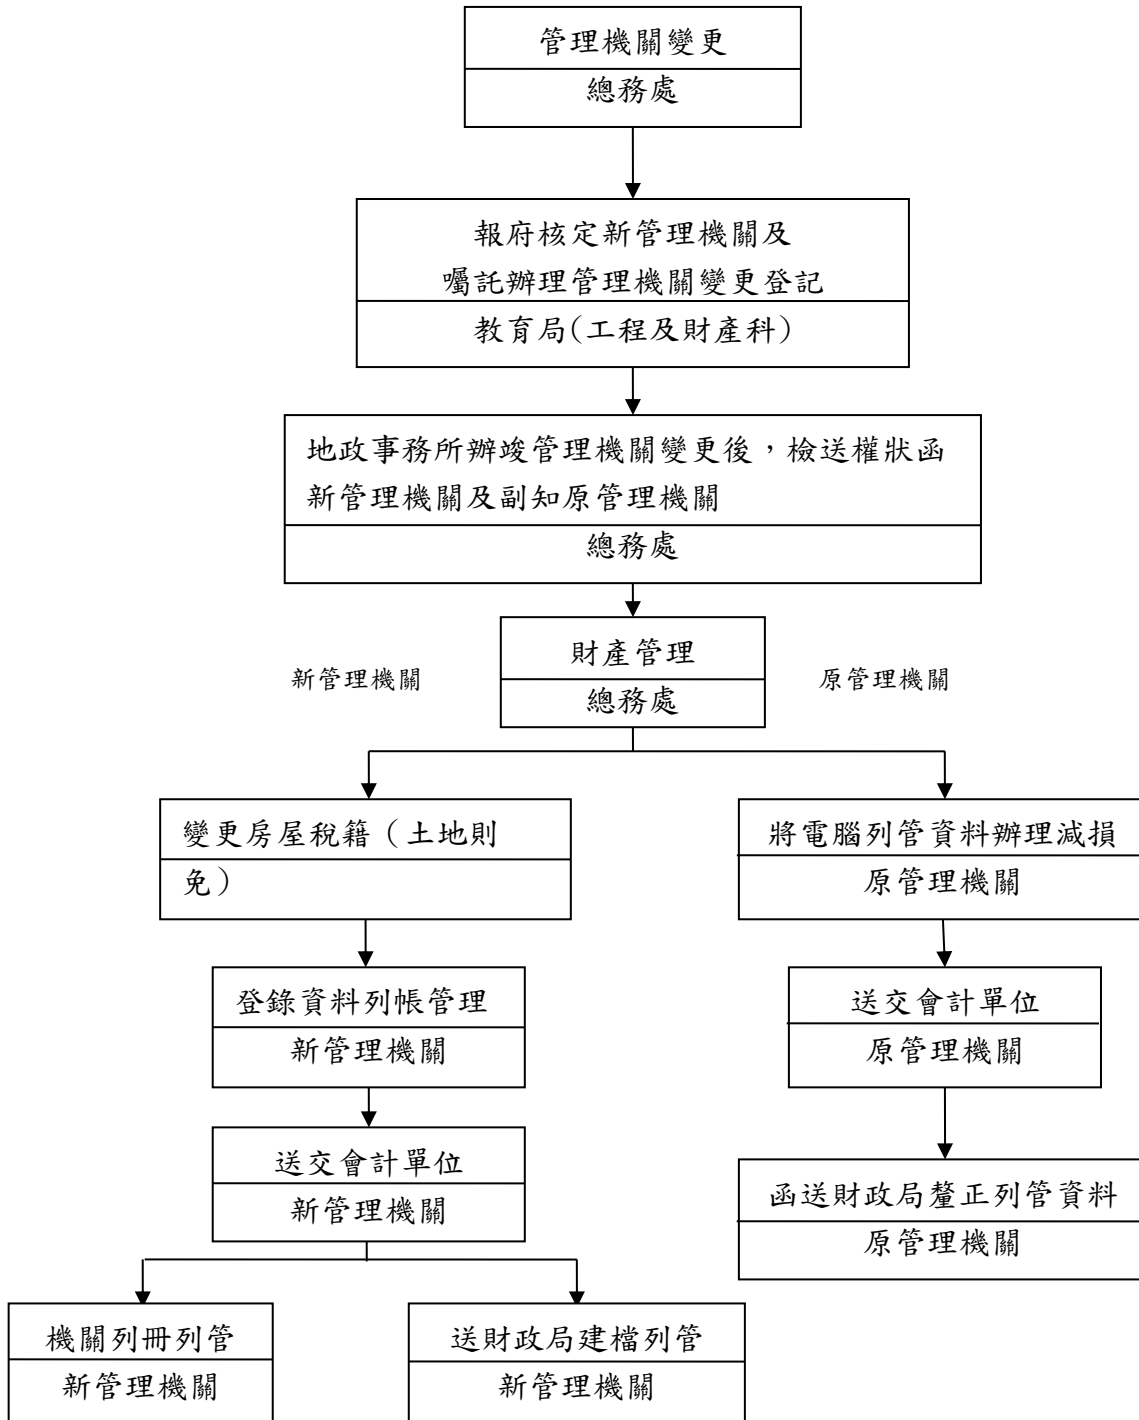 管理機關變更
總務處
報府核定新管理機關及
囑託辦理管理機關變更登記
教育局(工程及財產科)
地政事務所辦竣管理機關變更後，檢送權狀函
新管理機關及副知原管理機關
總務處
財產管理
總務處
新管理機關
原管理機關
變更房屋稅籍（土地則
免）
登錄資料列帳管理
新管理機關
送交會計單位
新管理機關
機關列冊列管
新管理機關
送財政局建檔列管
新管理機關
將電腦列管資料辦理減損
原管理機關
送交會計單位
原管理機關
函送財政局釐正列管資料
原管理機關